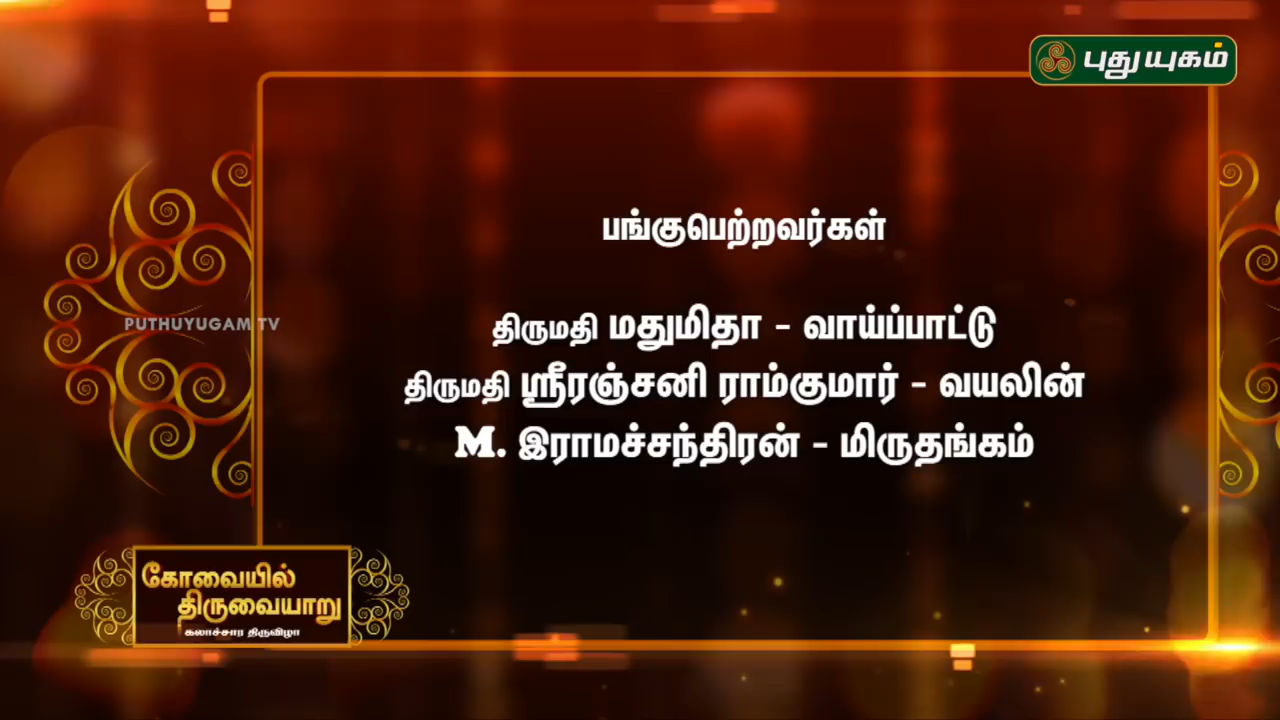 புதுயுகம்
பங்குபெற்றவர்கள்
திருமதி மதுமிதா - வாய்ப்பாட்டு
திருமதி ஸ்ரீரஞ்சனி ராம்குமார் - வயலின்
M. இராமச்சந்திரன் - மிருதங்கம்
PUTHUYUGAM TV
கோவையில்
திருவையாறு
கலாச்சார திருவிழா